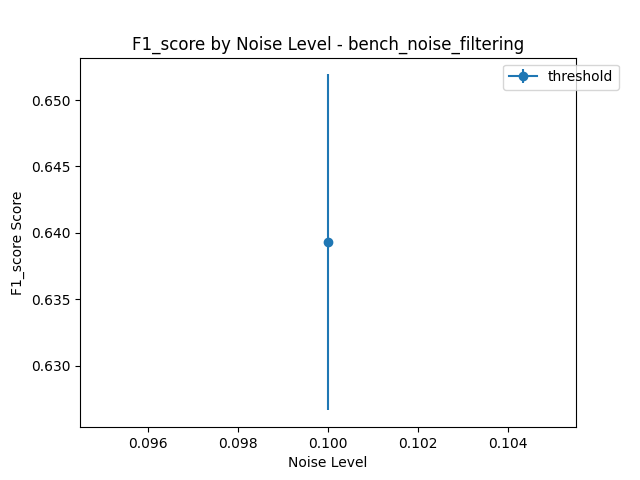 F1_score by Noise Level - bench_noise_filtering
threshold
0.650
0.645
0.640
0.635
0.630
F1_score Score
0.096 0.098 0.100 0.102 0.104
Noise Level